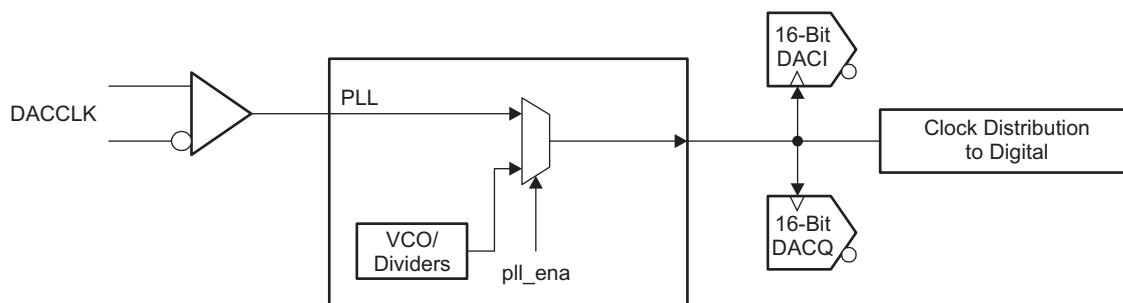 16-Bit
DACI
PLL
DACCLK
Clock Distribution
to Digital
VCO/
Dividers
pll_ena
16-Bit
DACQ